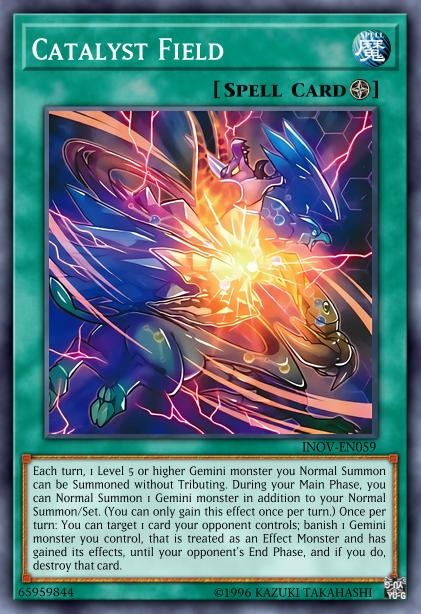 CATALYST FIELD
SPELL
魔
[SPELL CARD]
INOV-EN059
Each turn, 1 Level 5 or higher Gemini monster you Normal Summon
can be Summoned without Tributing. During your Main Phase, you
can Normal Summon 1 Gemini monster in addition to your Normal
Summon/Set. (You can only gain this effect once per turn.) Once per
turn: You can target 1 card your opponent controls; banish 1 Gemini
monster you control, that is treated as an Effect Monster and has
gained its effects, until your opponent's End Phase, and if you do,
destroy that card.
65959844
©1996 KAZUKI TAKAHASHI